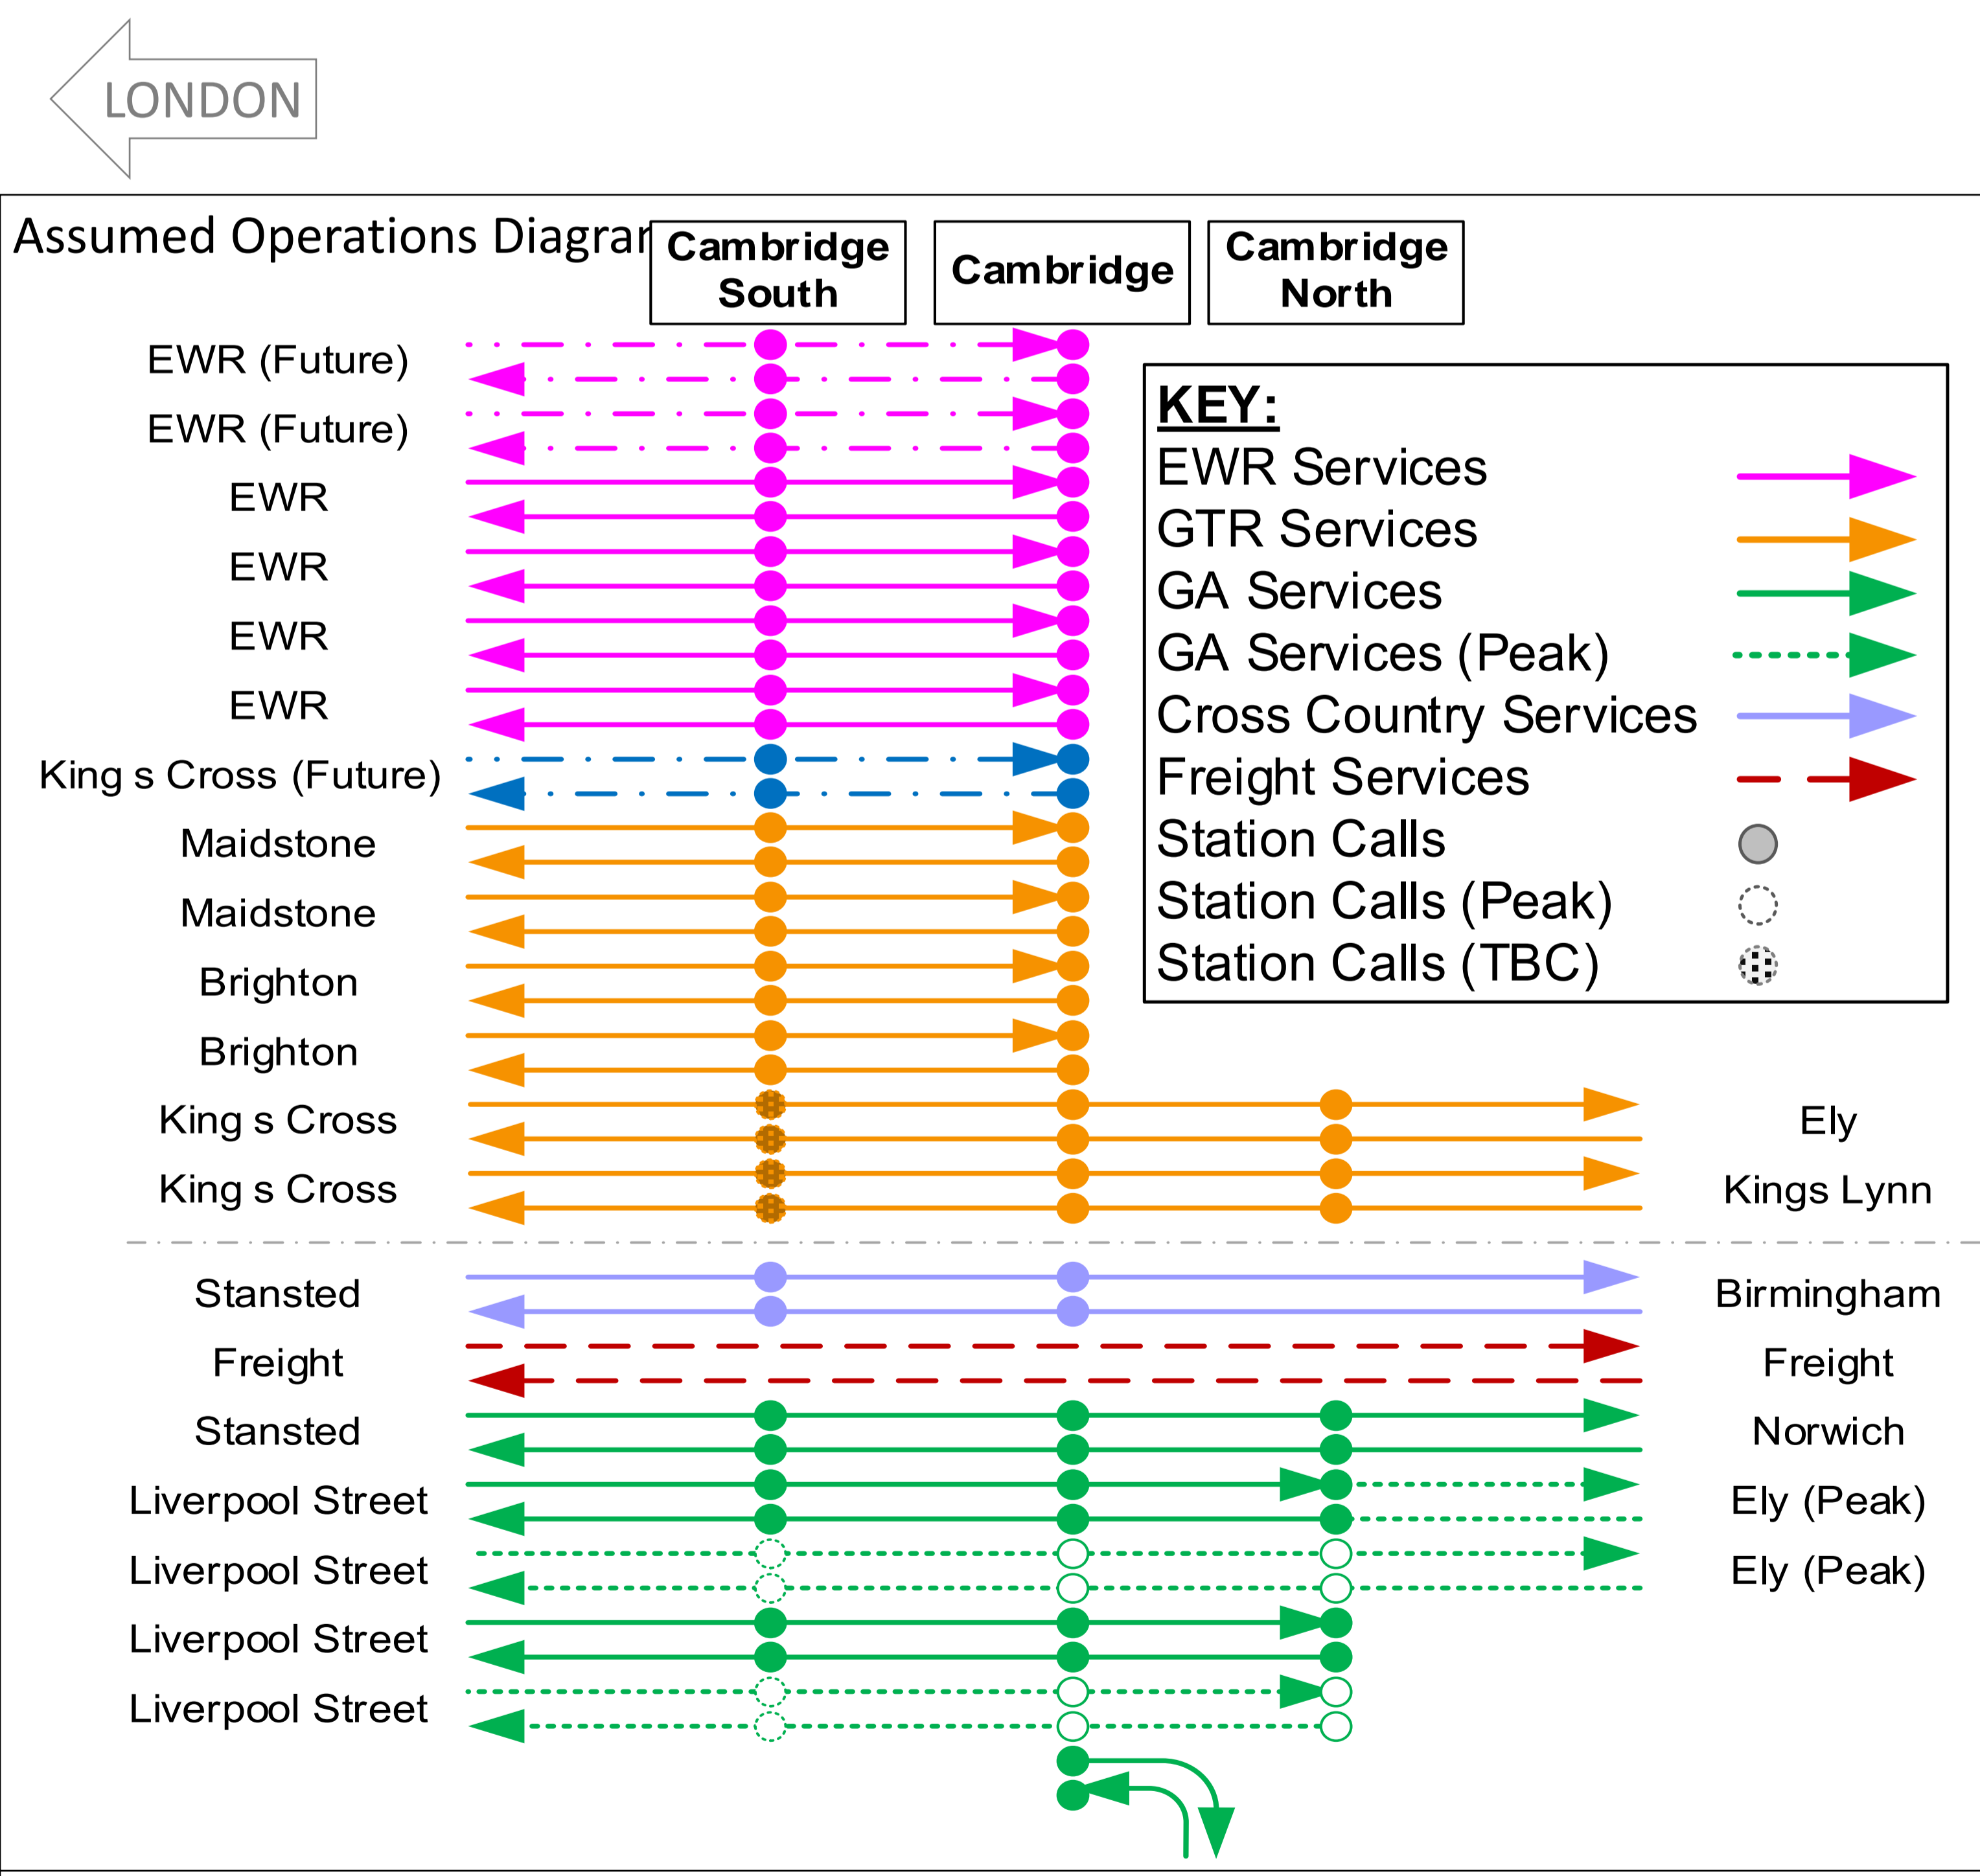 LONDON
Assumed Operations Diagram
Cambridge
South
Cambridge
Cambridge
North
EWR (Future)
EWR (Future)
EWR
EWR
EWR
EWR
King s Cross (Future)
Maidstone
Maidstone
Brighton
Brighton
King s Cross
Ely
King s Cross
Kings Lynn
KEY:
EWR Services
GTR Services
GA Services
GA Services (Peak)
Cross Country Services
Freight Services
Station Calls
Station Calls (Peak)
Station Calls (TBC)
Stansted
Birmingham
Freight
Freight
Stansted
Norwich
Liverpool Street
Ely (Peak)
Liverpool Street
Ely (Peak)
Liverpool Street
Liverpool Street